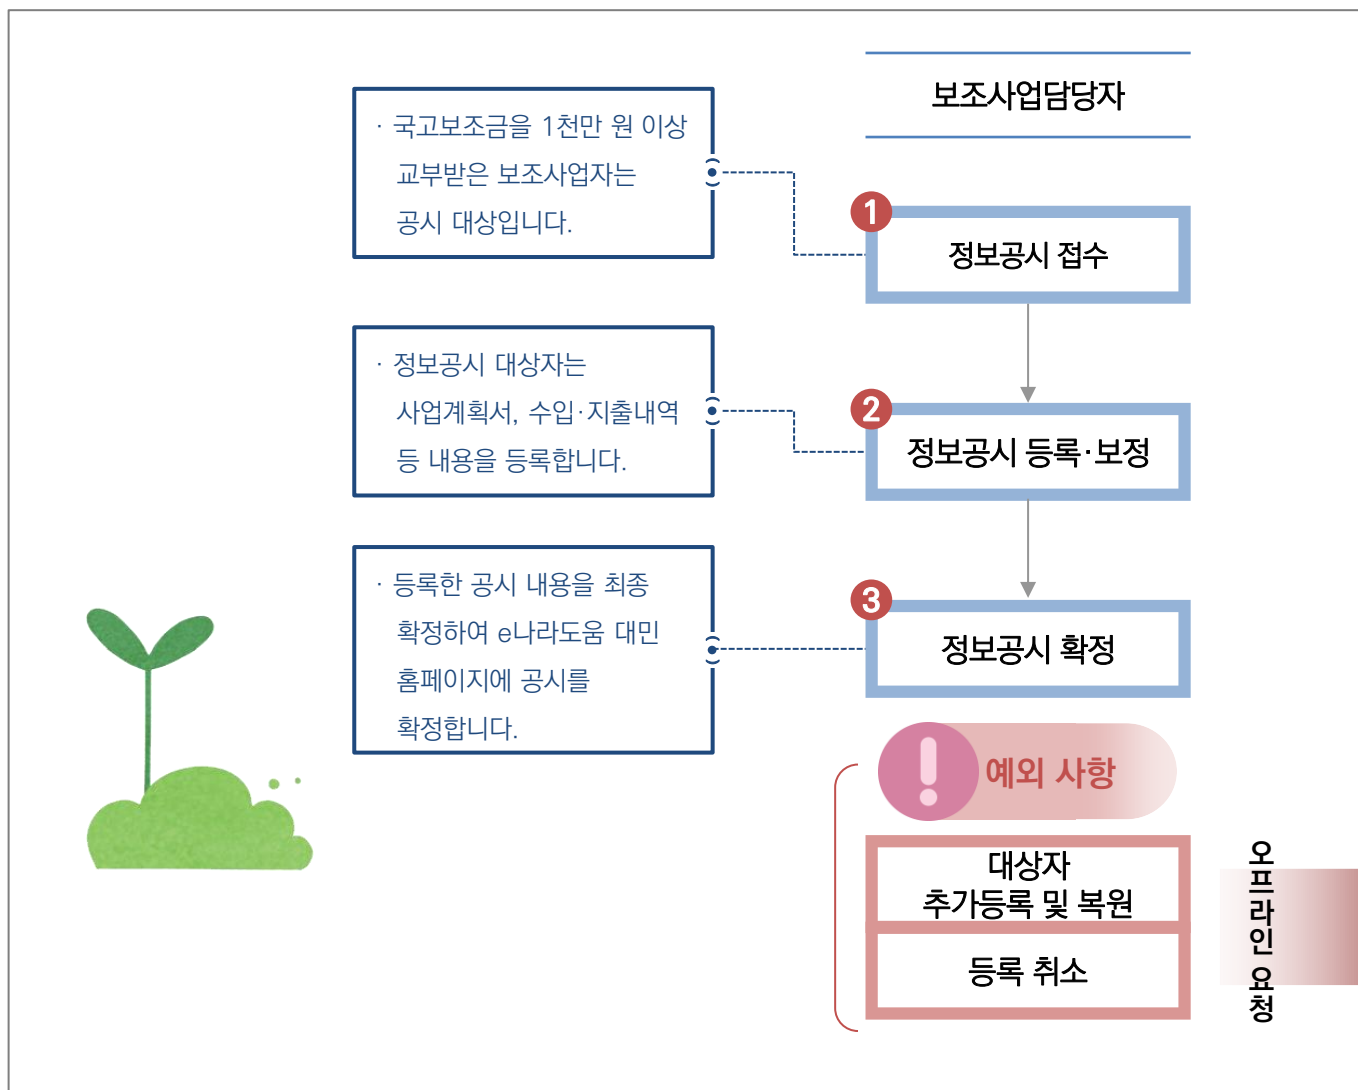 보조사업담당자
· 국고보조금을 1천만 원 이상
교부받은 보조사업자는
공시 대상입니다.
1
정보공시 접수
· 정보공시 대상자는
사업계획서, 수입·지출내역
등 내용을 등록합니다.
2
정보공시 등록·보정
· 등록한 공시 내용을 최종
확정하여 e나라도움 대민
홈페이지에 공시를
확정합니다.
3
정보공시 확정
! 예외 사항
대상자
추가등록 및 복원
등록 취소
오프라인 요청